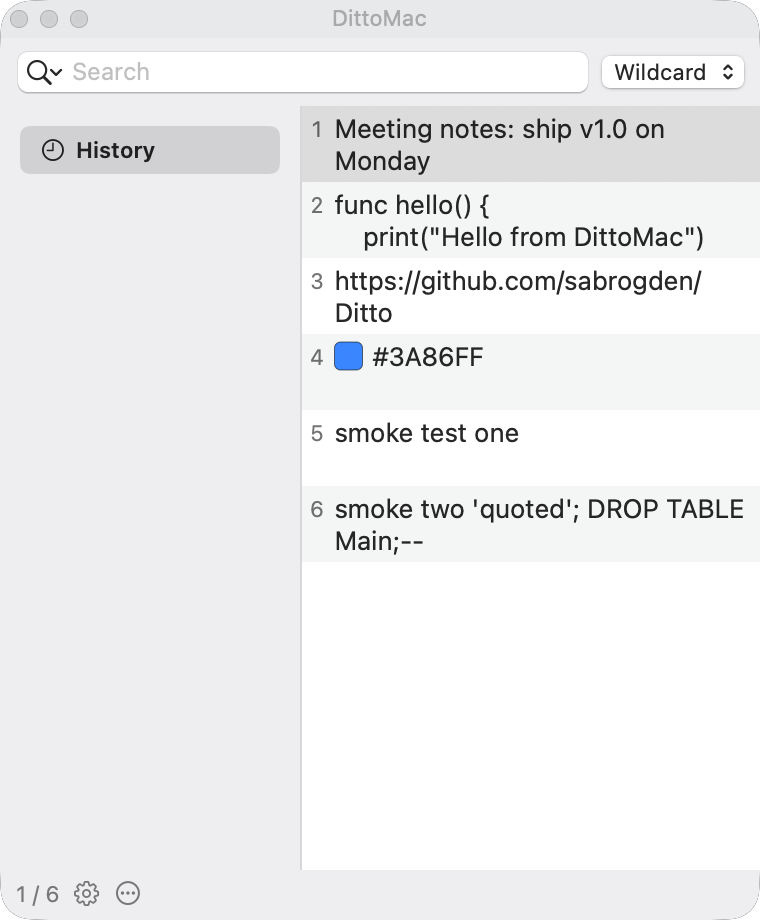 DittoMac
Search
Wildcard
History
1 Meeting notes: ship v1.0 on
Monday
2 func hello() {
    print("Hello from DittoMac")
3 https://github.com/sabrogden/
Ditto
4 #3A86FF
5 smoke test one
6 smoke two 'quoted'; DROP TABLE
Main;--
1 / 6